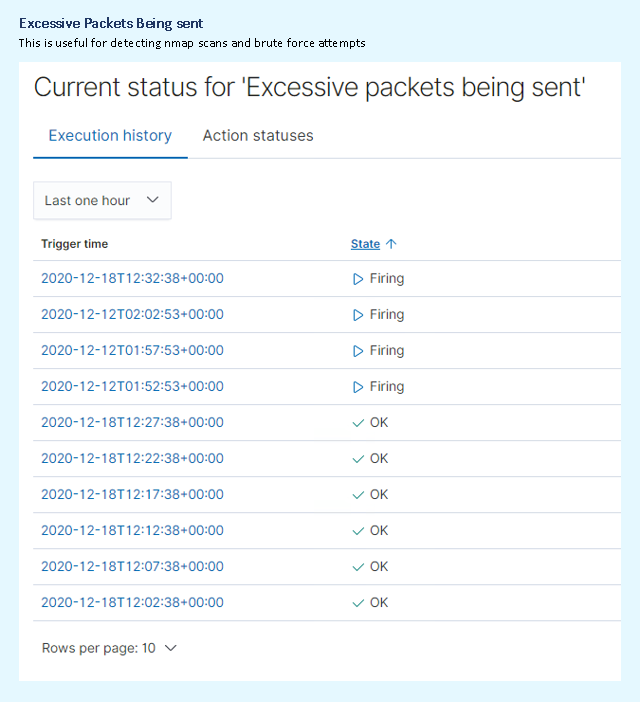 Excessive Packets Being sent
This is useful for detecting nmap scans and brute force attempts
Current status for 'Excessive packets being sent'
Execution history Action statuses
Last one hour
Trigger time State
2020-12-18T12:32:38+00:00 Firing
2020-12-12T02:02:53+00:00 Firing
2020-12-12T01:57:53+00:00 Firing
2020-12-12T01:52:53+00:00 Firing
2020-12-18T12:27:38+00:00 OK
2020-12-18T12:22:38+00:00 OK
2020-12-18T12:17:38+00:00 OK
2020-12-18T12:12:38+00:00 OK
2020-12-18T12:07:38+00:00 OK
2020-12-18T12:02:38+00:00 OK
Rows per page: 10